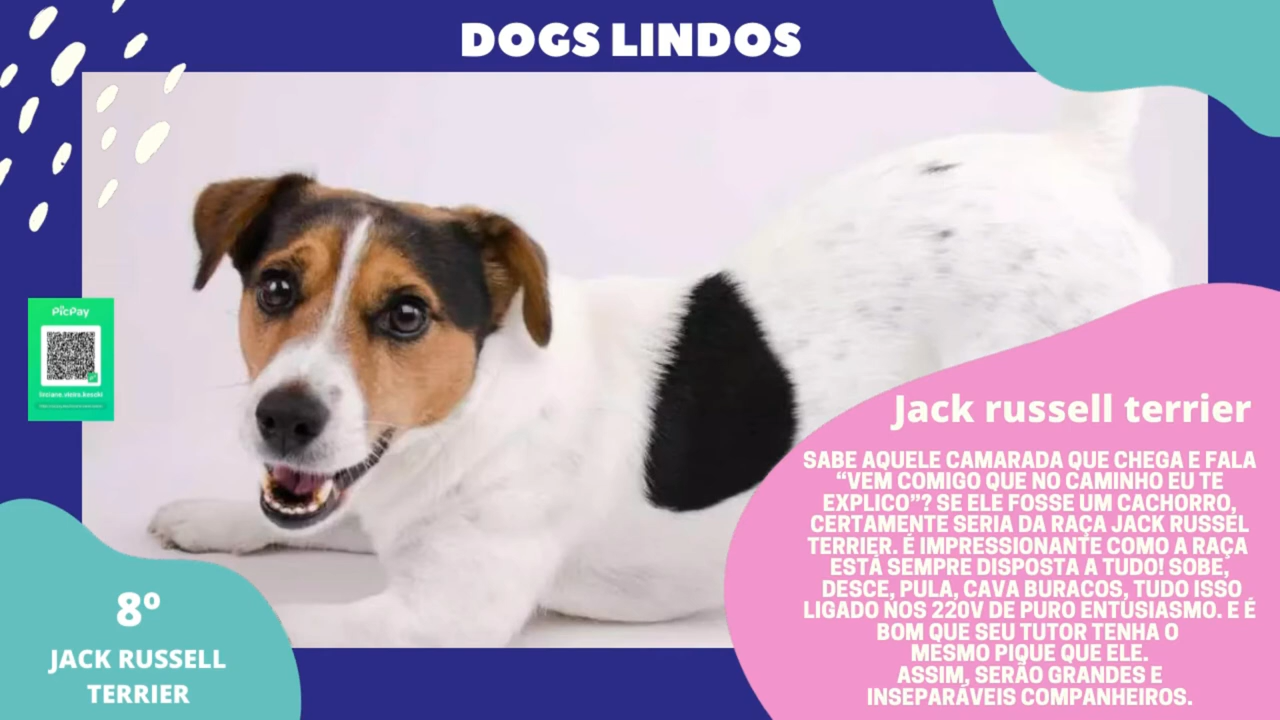 DOGS LINDOS
PicPay
Jack russell terrier
SABE AQUELE CAMARADA QUE CHEGA E FALA
“VEM COMIGO QUE NO CAMINHO EU TE
EXPLICO”? SE ELE FOSSE UM CACHORRO,
CERTAMENTE SERIA DA RAÇA JACK RUSSEL
TERRIER. É IMPRESSIONANTE COMO A RAÇA
ESTÁ SEMPRE DISPOSTA A TUDO! SOBE,
DESCE, PULA, CAVA BURACOS, TUDO ISSO
LIGADO NOS 220V DE PURO ENTUSIASMO. E É
BOM QUE SEU TUTOR TENHA O
MESMO PIQUE QUE ELE.
ASSIM, SERÃO GRANDES E
INSEPARÁVEIS COMPANHEIROS.
8º
JACK RUSSELL
TERRIER